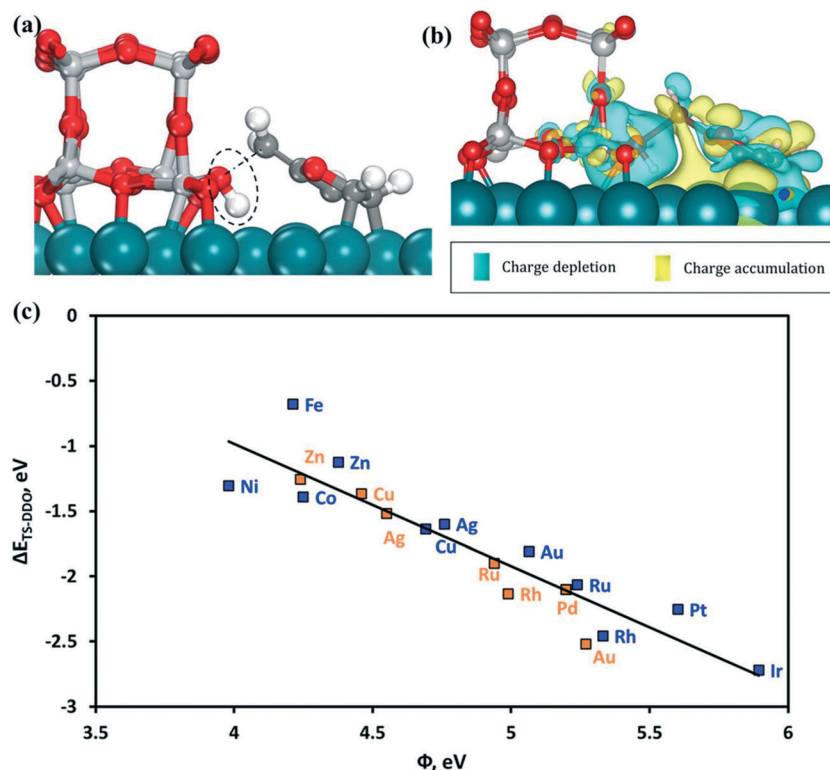 (a)
(b)
Charge depletion
Charge accumulation
(c)
0
-0.5
-1
-1.5
-2
-2.5
-3
ΔE_TS-DDO, eV
3.5
4
4.5
5
5.5
6
Φ, eV
Fe
Zn
Zn
Ni
Co
Cu
Ag
Cu
Ag
Au
Ru
Ru
Rh
Pd
Pt
Rh
Au
Ir